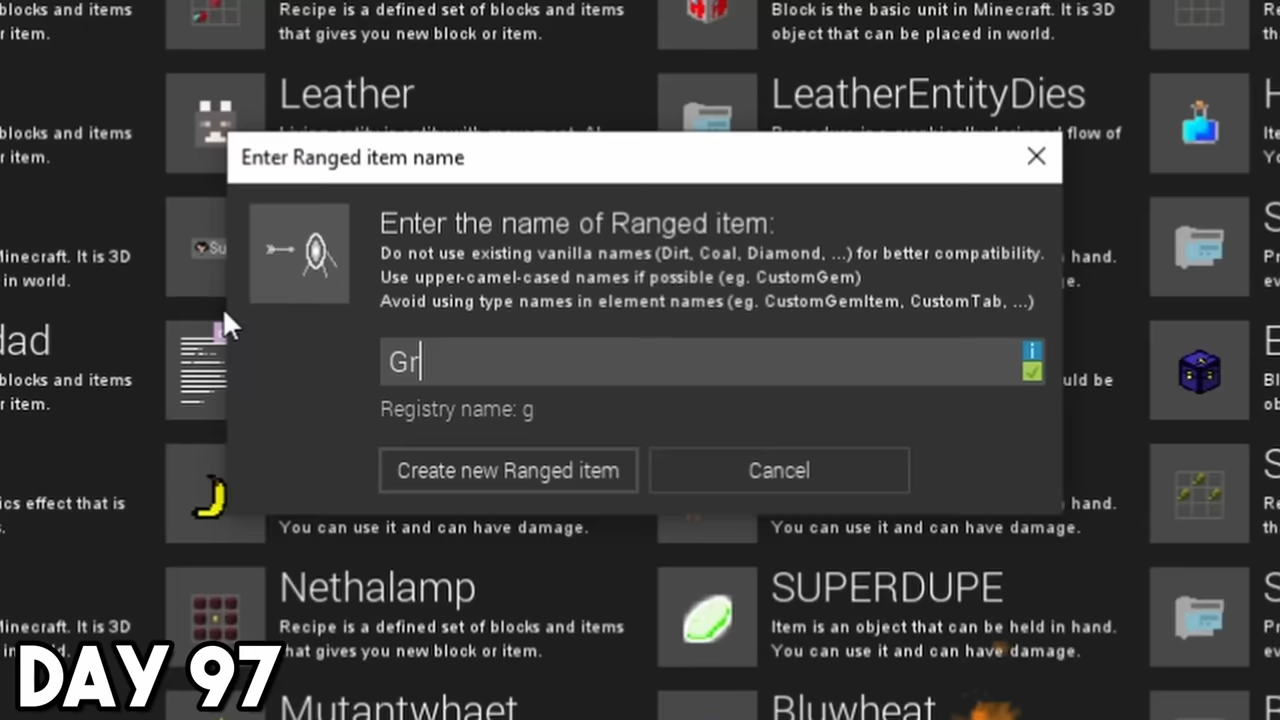 blocks and items
r item.
Recipe is a defined set of blocks and items
that gives you new block or item.
Block is the basic unit in Minecraft. It is 3D
object that can be placed in world.
Leather
LeatherEntityDies
blocks and items
r item.
flow of
Enter Ranged item name
Enter the name of Ranged item:
Do not use existing vanilla names (Dirt, Coal, Diamond, ...) for better compatibility.
Use upper-camel-cased names if possible (eg. CustomGem)
Avoid using type names in element names (eg. CustomGemItem, CustomTab, ...)
Minecraft. It is 3D
in world.
Su
hand.
Gr
Registry name: g
Create new Ranged item
Cancel
dad
blocks and items
r item.
uld be
ics effect that is
s.
hand.
You can use it and can have damage.
You can use it and can have damage.
Nethalamp
SUPERDUPE
Minecraft. It is 3D
Recipe is a defined set of blocks and items
that gives you new block or item.
Item is an object that can be held in hand.
You can use it and can have damage.
DAY 97
Mutantwhaet
Bluwheat